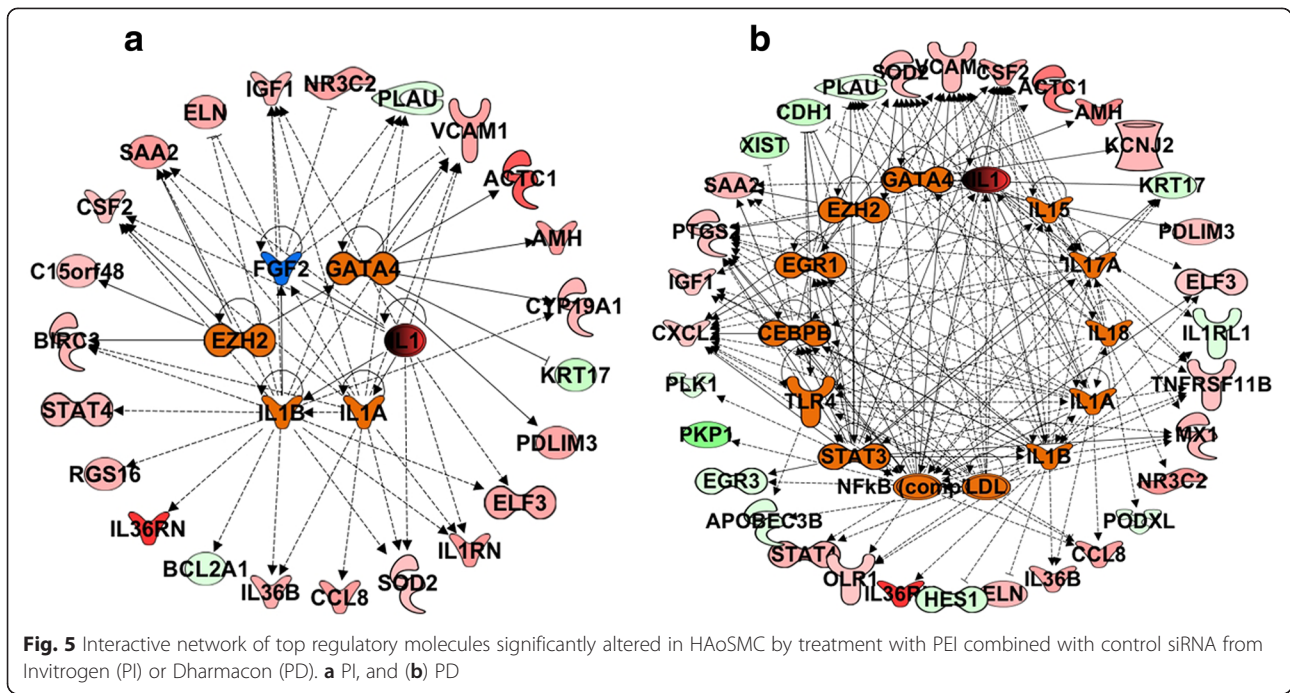 a
b
IGF1
NR3C2
PLAU
ELN
VCAM1
SAA2
ACTC1
CSF2
AMH
C15orf48
FGF2
GATA4
CYP19A1
BIRC3
EZH2
IL1
KRT17
STAT4
IL1B
IL1A
PDLIM3
RGS16
ELF3
IL36RN
IL1RN
BCL2A1
IL36B
CCL8
SOD2
PLAU
SOD2
VCAM
CSF2
ACTC1
CDH1
AMH
XIST
KCNJ2
GATA4
IL1
SAA2
KRT17
EZH2
IL15
PTGS2
PDLIM3
EGR1
IL17A
IGF1
ELF3
CXCL
CEBPB
IL18
IL1RL1
PLK1
TLR4
IL1A
TNFRSF11B
PKP1
MX1
STAT3
IL1B
EGR3
NFkB (comp
LDL
NR3C2
APOBEC3B
PODXL
STAT4
CCL8
OLR1
IL36B
IL36R
HES1
ELN
Fig. 5 Interactive network of top regulatory molecules significantly altered in HAoSMC by treatment with PEI combined with control siRNA from
Invitrogen (PI) or Dharmacon (PD). a PI, and (b) PD